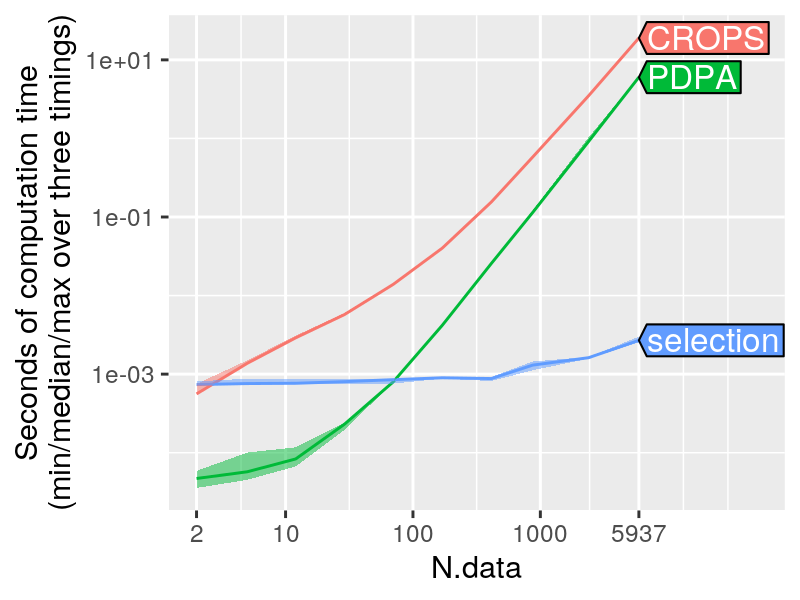 Seconds of computation time
(min/median/max over three timings)
1e+01
1e-01
1e-03
CROPS
PDPA
selection
2
10
100
1000
5937
N.data